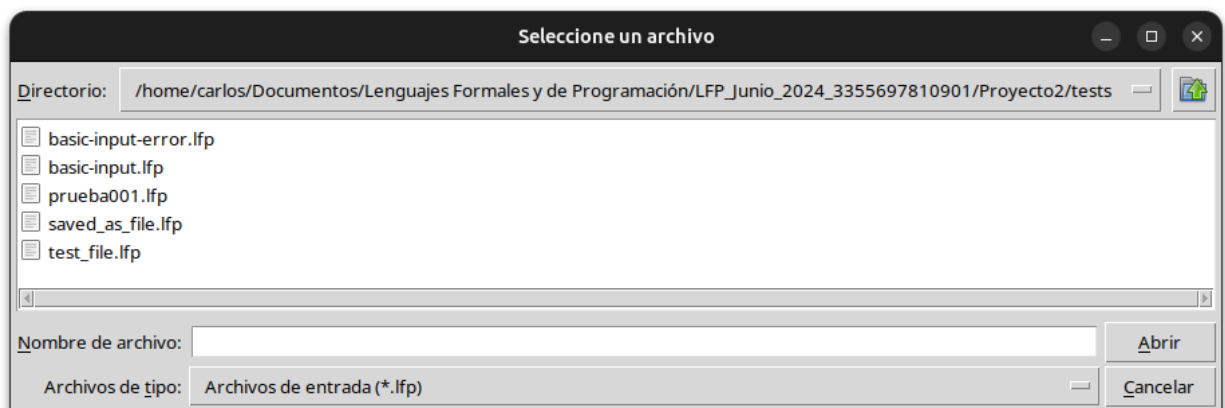 Seleccione un archivo
Directorio: /home/carlos/Documentos/Lenguajes Formales y de Programación/LFP_Junio_2024_3355697810901/Proyecto2/tests
basic-input-error.lfp
basic-input.lfp
prueba001.lfp
saved_as_file.lfp
test_file.lfp
Nombre de archivo: Abrir
Archivos de tipo: Archivos de entrada (*.lfp) Cancelar